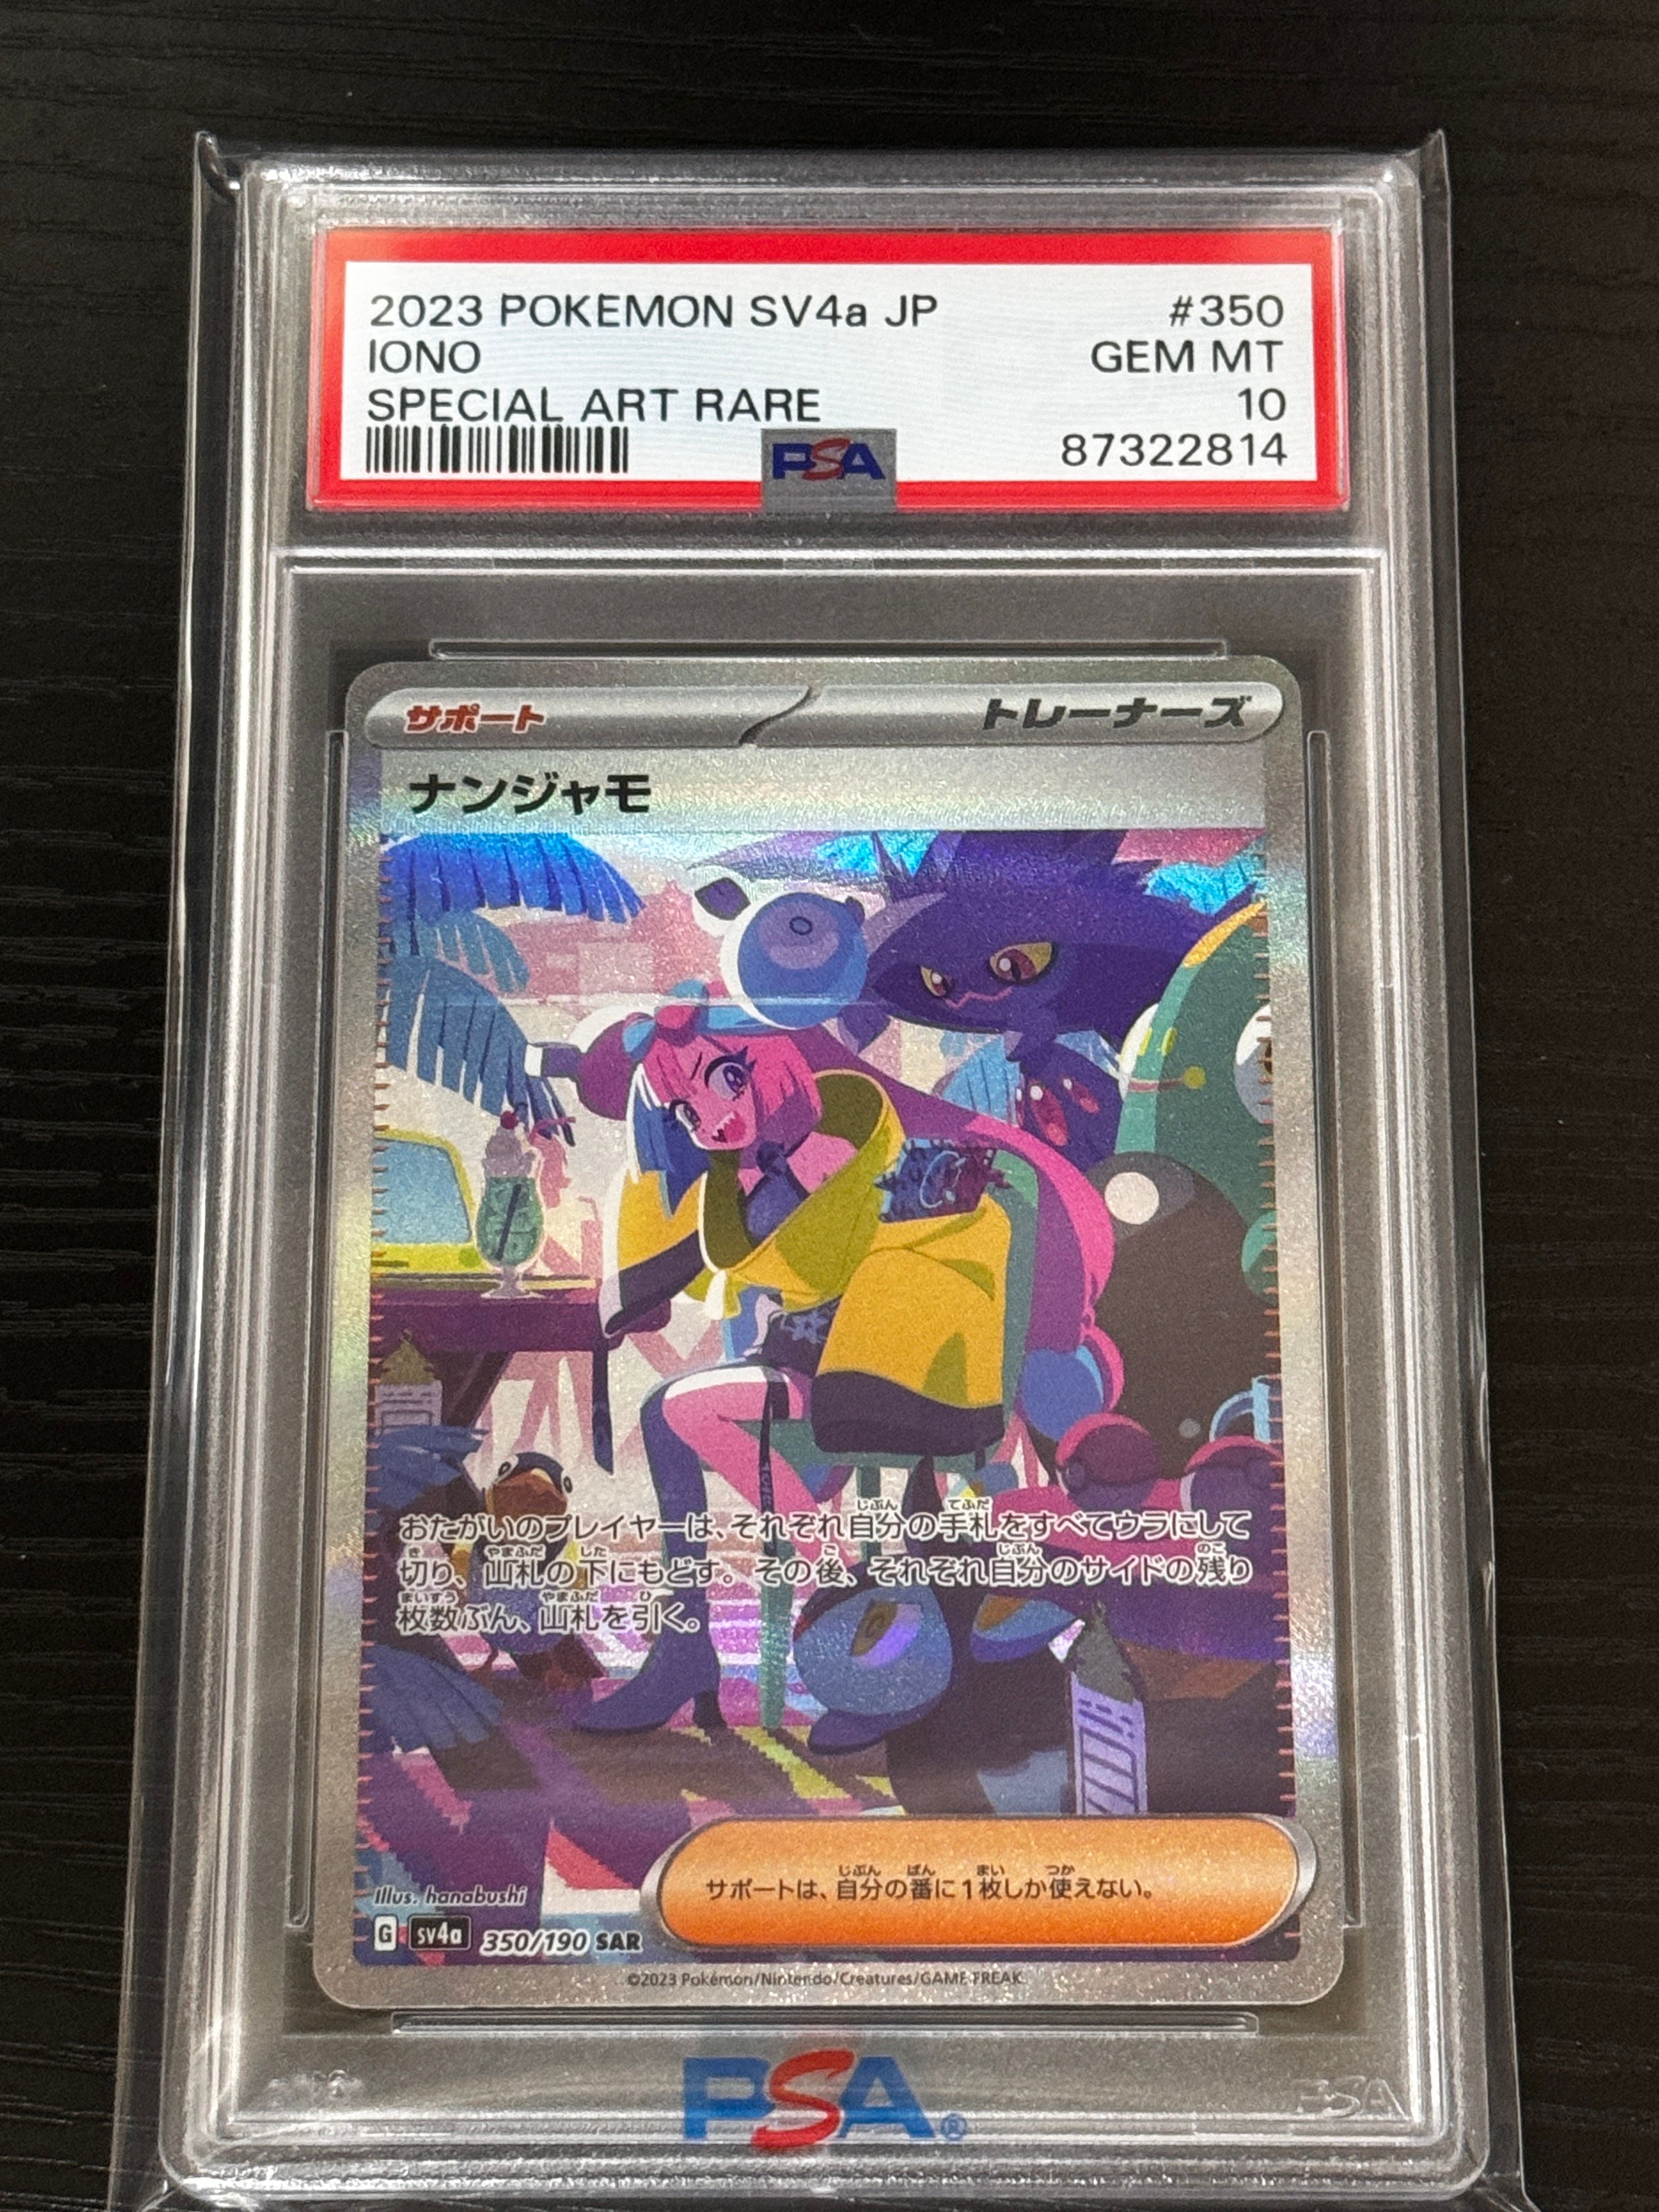 2023 POKEMON SV4a JP #350
IONO GEM MT
SPECIAL ART RARE 10
PSA 87322814
サポート トレーナーズ
ナンジャモ
おたがいのプレイヤーは、それぞれ自分の手札をすべてウラにして
切り、山札の下にもどす。その後、それぞれ自分のサイドの残り
枚数ぶん、山札を引く。
サポートは、自分の番に1枚しか使えない。
Illus. hanabushi
G sv4a 350/190 SAR
©2023 Pokémon/Nintendo/Creatures/GAME FREAK
PSA®
PSA